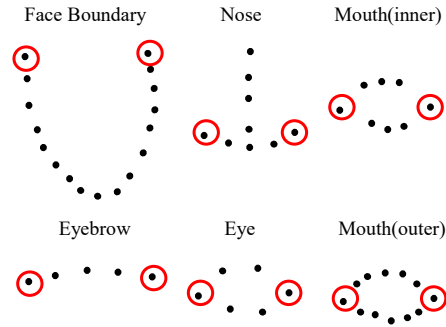 Face Boundary
Nose
Mouth(inner)
Eyebrow
Eye
Mouth(outer)